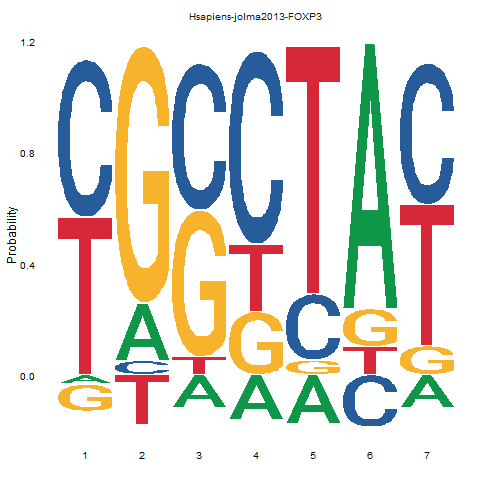 Hsapiens-jolma2013-FOXP3
1.2
0.8
0.4
0.0
Probability
C T A G
G A C T
C G T A
C T G A
T C G A
A G T C
C T G A
1 2 3 4 5 6 7